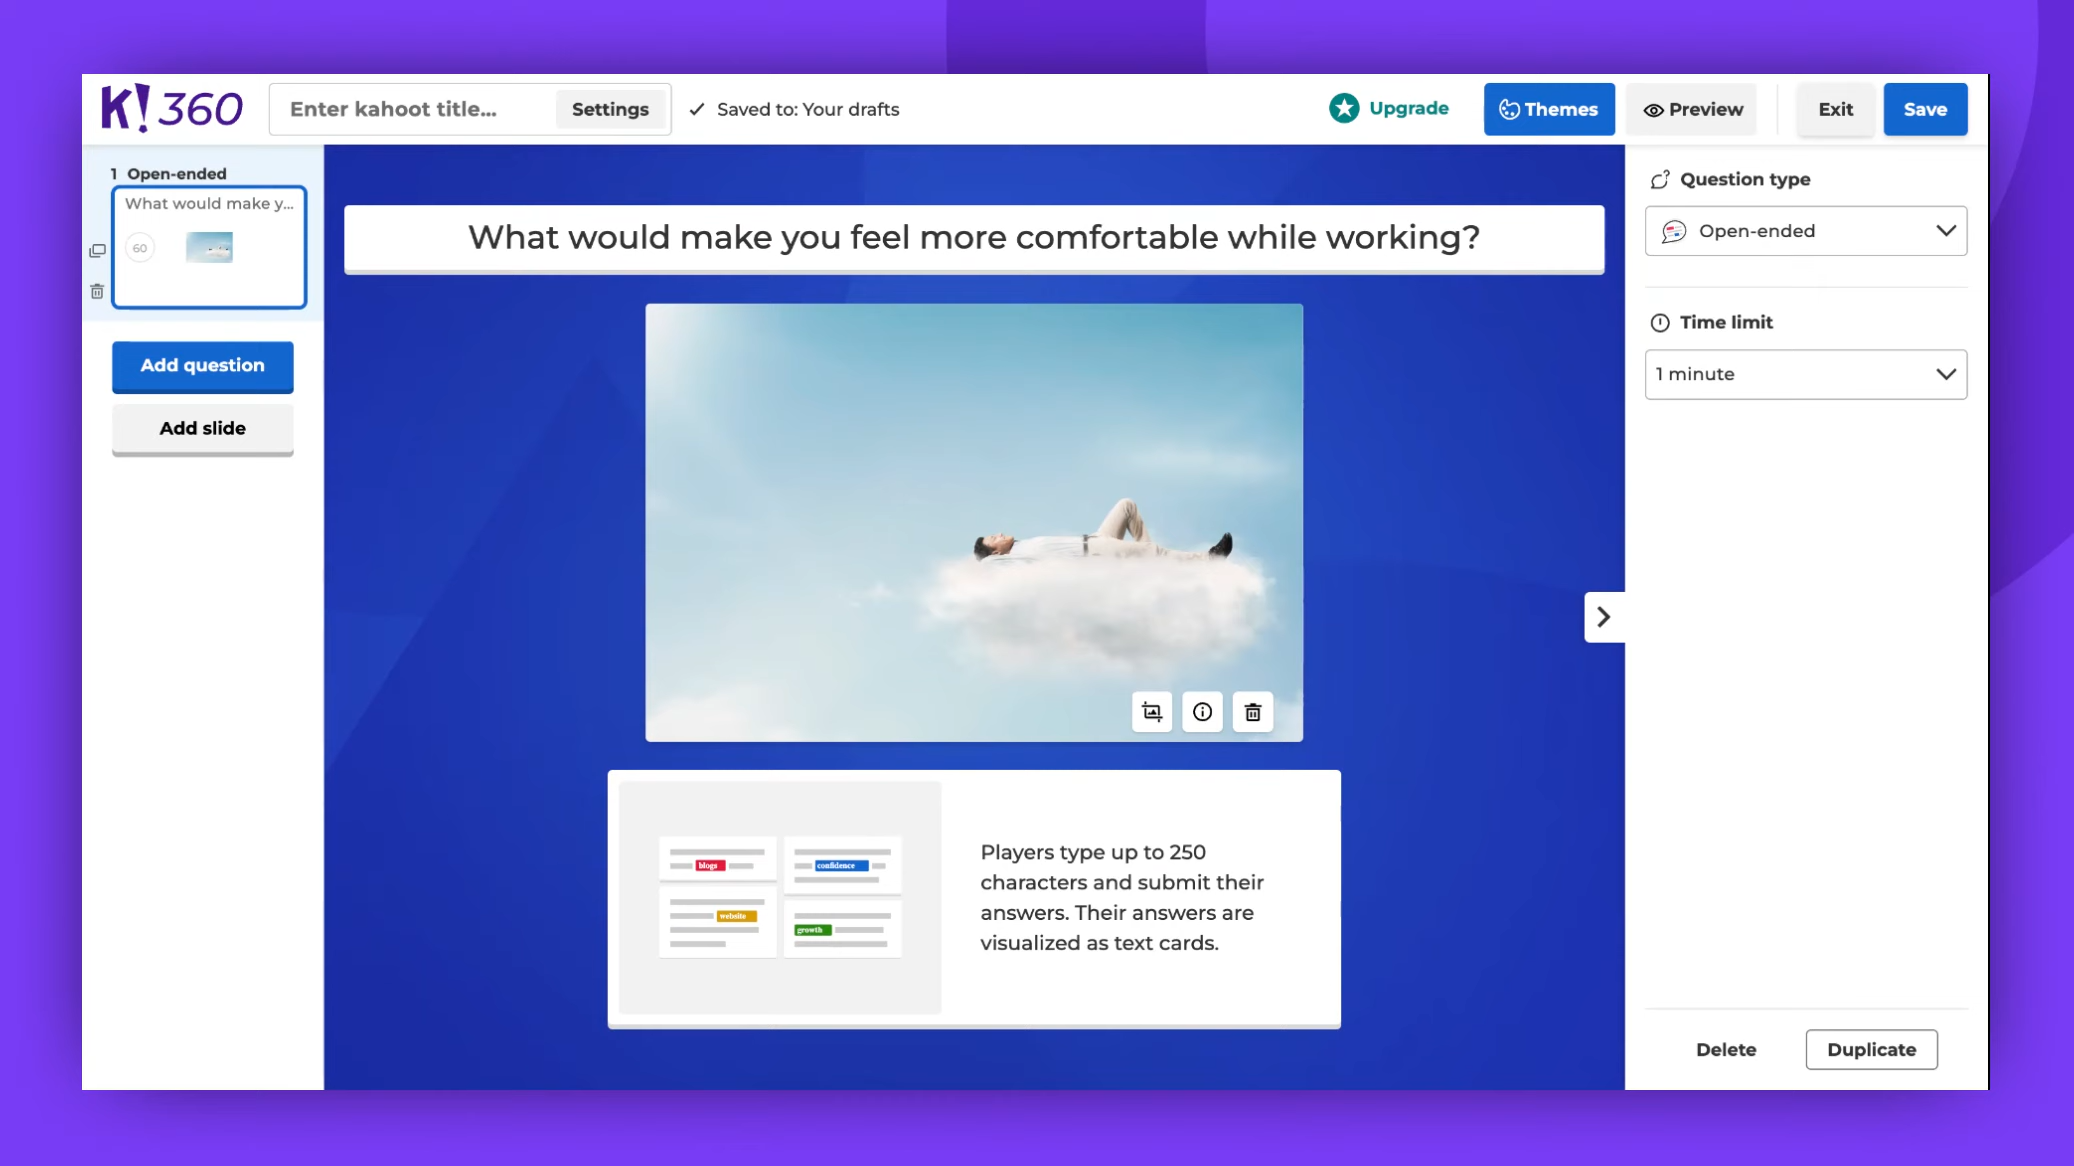 K! 360
Enter kahoot title...
Settings
Saved to: Your drafts
Upgrade
Themes
Preview
Exit
Save
1 Open-ended
What would make y...
60
Add question
Add slide
What would make you feel more comfortable while working?
blogs
confidence
website
growth
Players type up to 250
characters and submit their
answers. Their answers are
visualized as text cards.
Question type
Open-ended
Time limit
1 minute
Delete
Duplicate